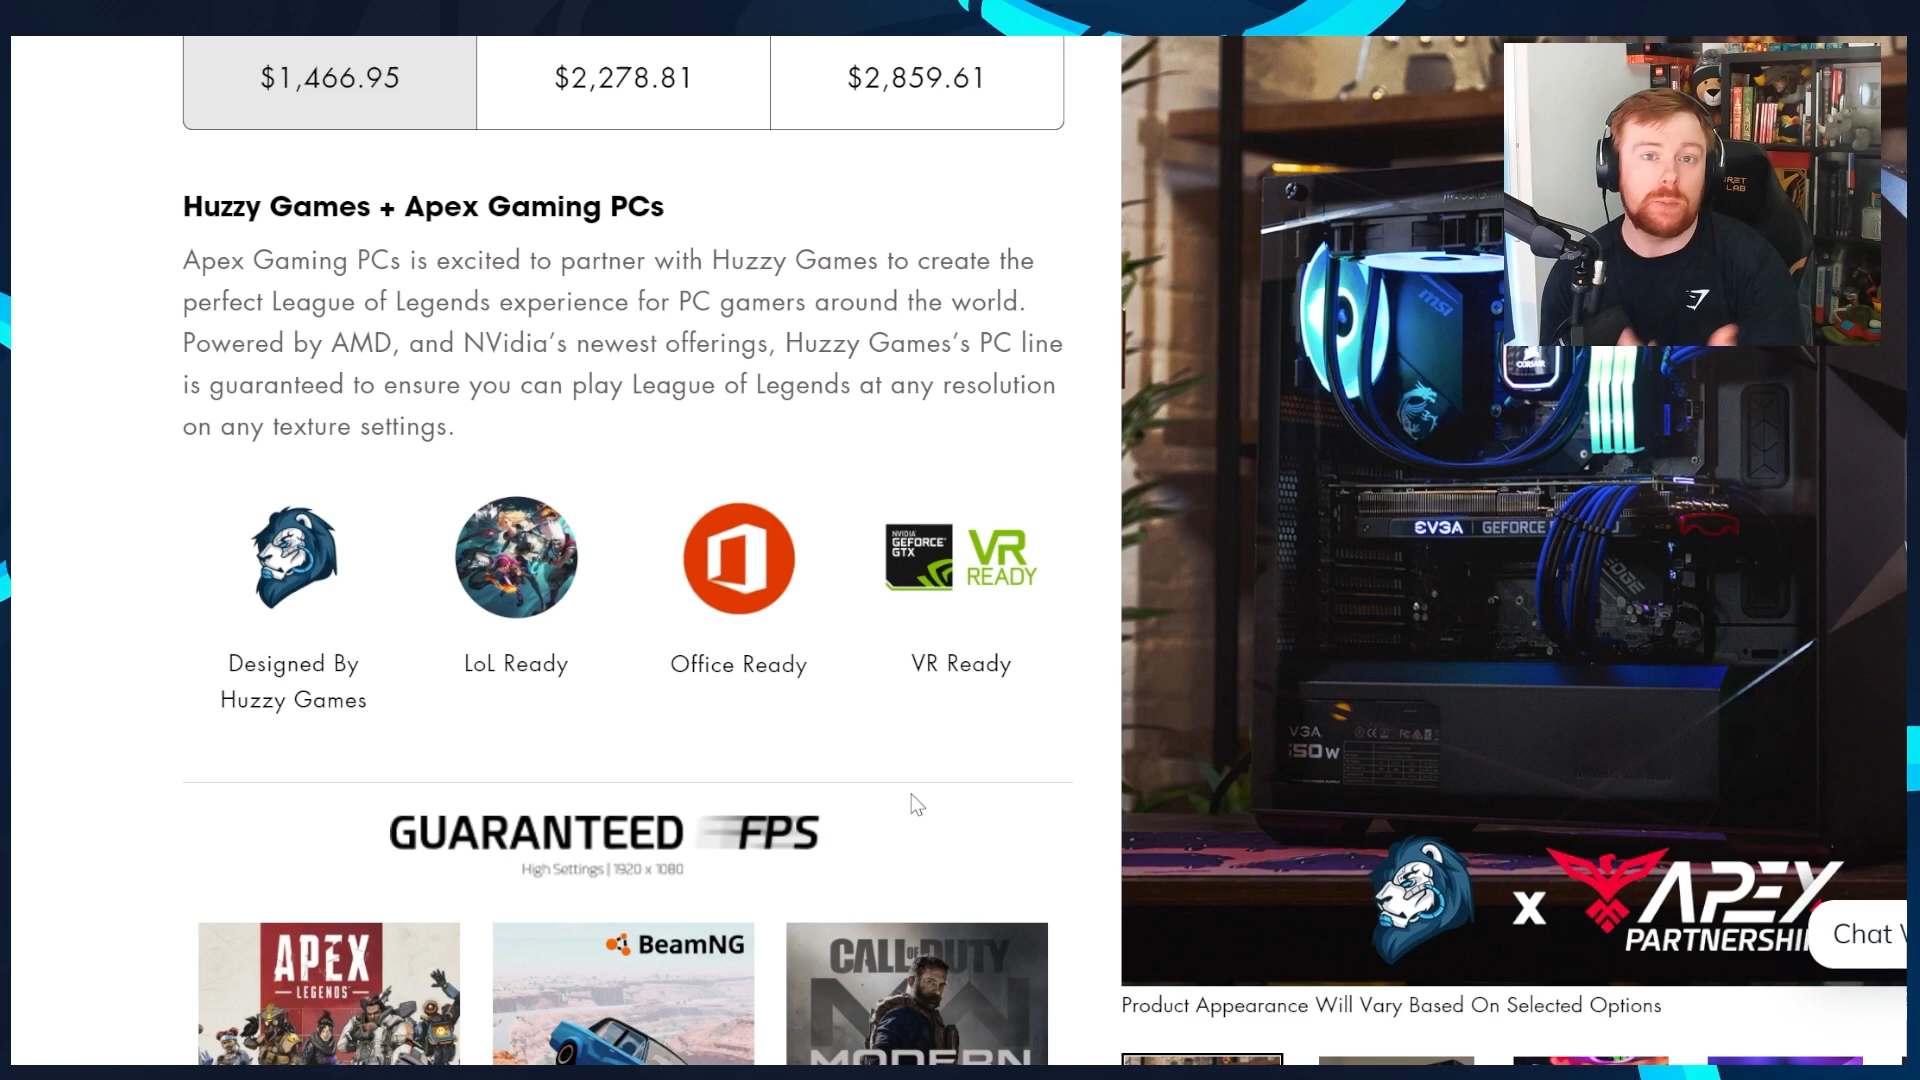 $1,466.95
$2,278.81
$2,859.61
Huzzy Games + Apex Gaming PCs
Apex Gaming PCs is excited to partner with Huzzy Games to create the
perfect League of Legends experience for PC gamers around the world.
Powered by AMD, and NVidia’s newest offerings, Huzzy Games’s PC line
is guaranteed to ensure you can play League of Legends at any resolution
on any texture settings.
NVIDIA
GEFORCE
GTX
VR
READY
Designed By
Huzzy Games
LoL Ready
Office Ready
VR Ready
GUARANTEED FPS
High Settings | 1920 x 1080
APEX
LEGENDS
BeamNG
CALL OF DUTY
MODERN
msi
CORSAIR
EVGA GEFORCE
x APEX
PARTNERSHI
Chat
Product Appearance Will Vary Based On Selected Options